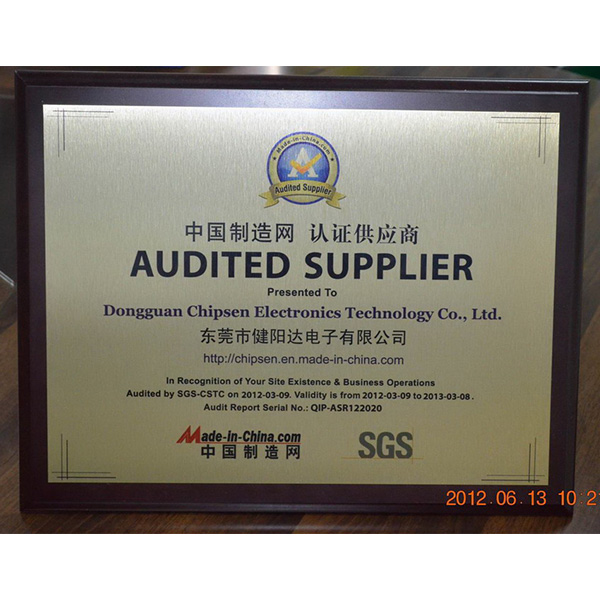 Made-in-China.com
A
Audited Supplier
中国制造网 认证供应商
AUDITED SUPPLIER
Presented To
Dongguan Chipsen Electronics Technology Co., Ltd.
东莞市健阳达电子有限公司
http://chipsen.en.made-in-china.com
In Recognition of Your Site Existence & Business Operations
Audited by SGS-CSTC on 2012-03-09. Validity is from 2012-03-09 to 2013-03-08.
Audit Report Serial No.: QIP-ASR122020
Made-in-China.com
中国制造网
SGS
2012.06.13 10 21